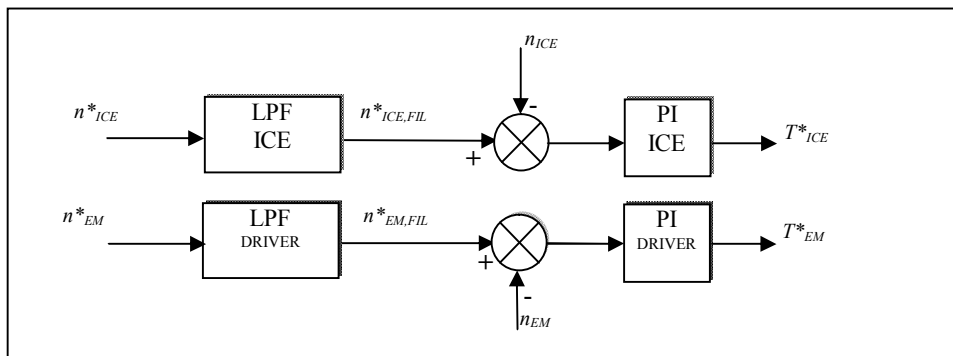 n_ICE
-
n*_ICE
LPF
ICE
n*_ICE,FIL
+
PI
ICE
T*_ICE
n*_EM
LPF
DRIVER
n*_EM,FIL
+
PI
DRIVER
T*_EM
-
n_EM